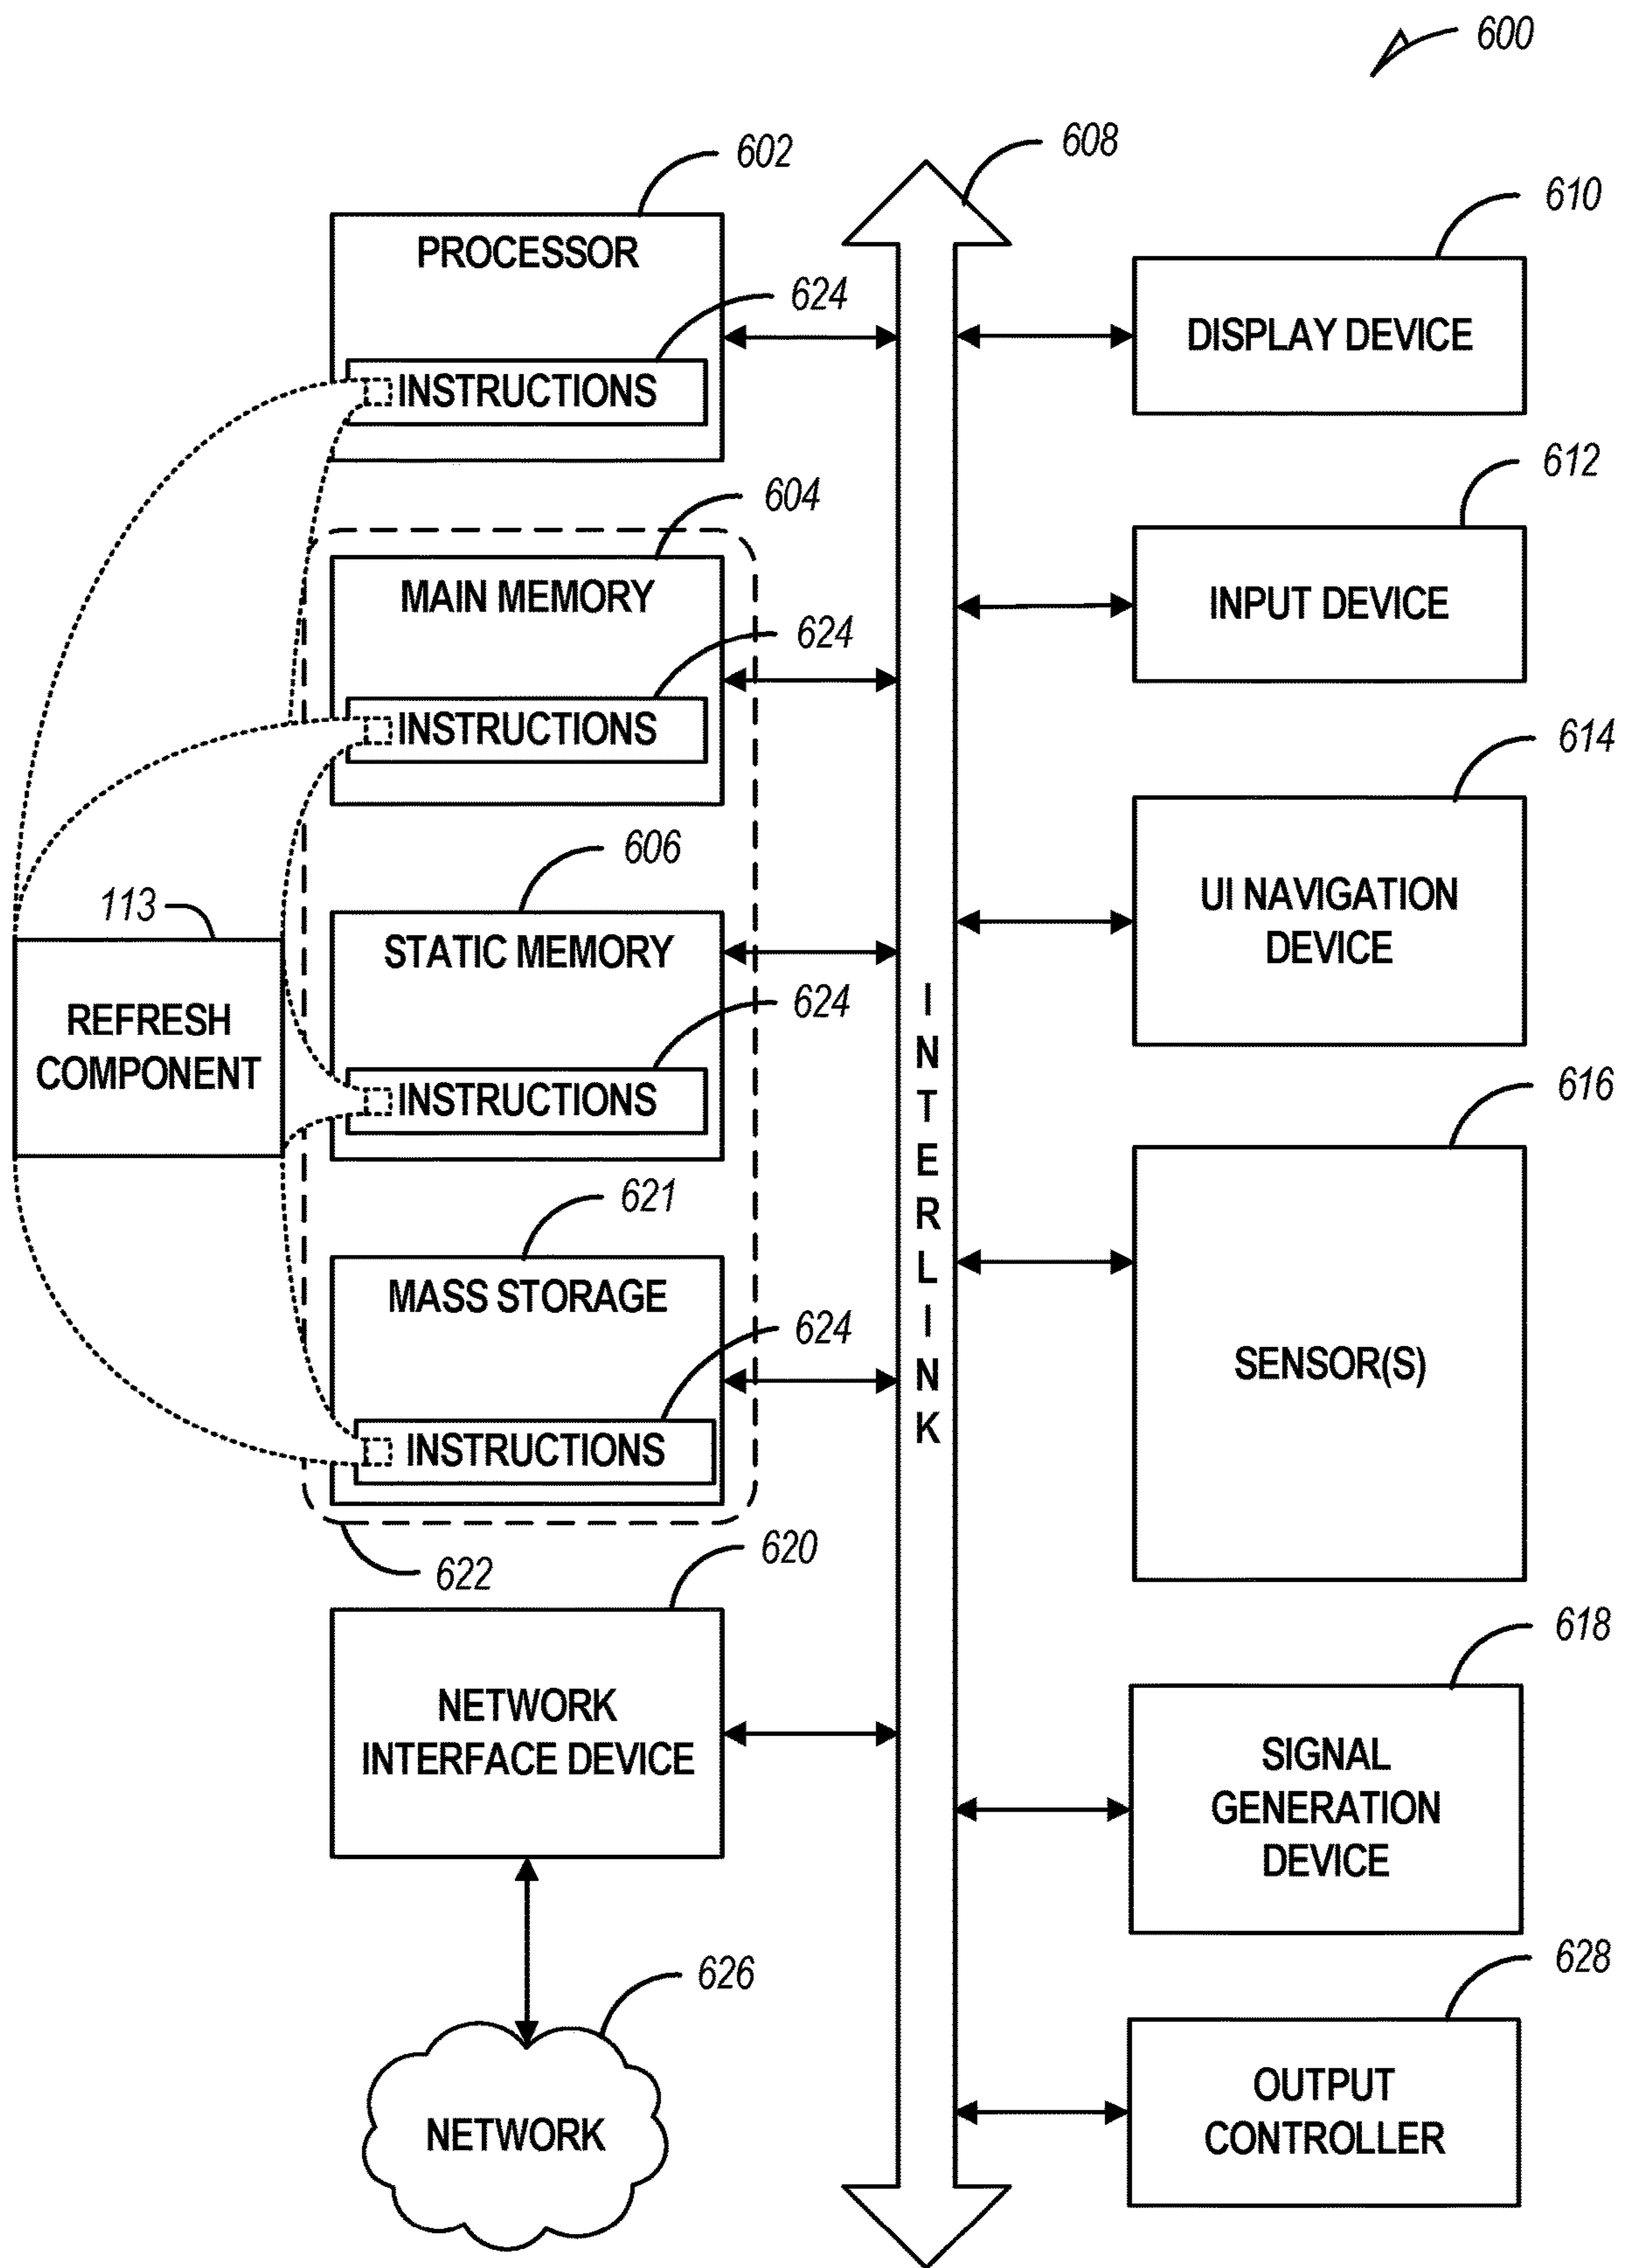 600
602
PROCESSOR
624
INSTRUCTIONS
604
MAIN MEMORY
624
INSTRUCTIONS
606
STATIC MEMORY
624
INSTRUCTIONS
113
REFRESH
COMPONENT
621
MASS STORAGE
624
INSTRUCTIONS
622
620
NETWORK
INTERFACE DEVICE
626
NETWORK
608
INTERLINK
610
DISPLAY DEVICE
612
INPUT DEVICE
614
UI NAVIGATION
DEVICE
616
SENSOR(S)
618
SIGNAL
GENERATION
DEVICE
628
OUTPUT
CONTROLLER